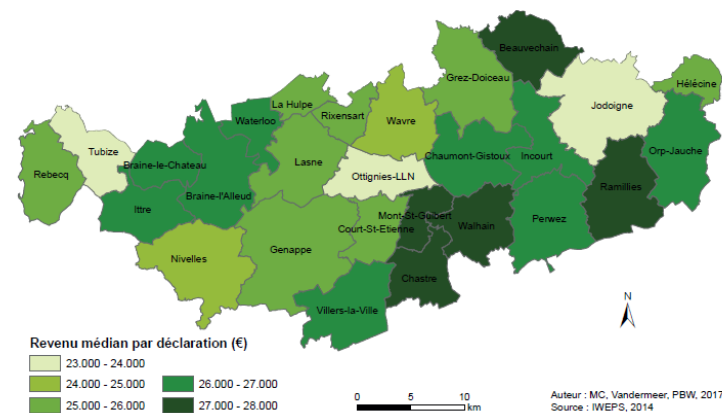 Beauvechain
Grez-Doiceau
Hélécine
La Hulpe
Jodoigne
Waterloo
Rixensart
Wavre
Tubize
Braine-le-Chateau
Lasne
Chaumont-Gistoux
Incourt
Orp-Jauche
Rebecq
Ottignies-LLN
Ramillies
Ittre
Braine-l'Alleud
Mont-St-Guibert
Court-St-Etienne
Walhain
Perwez
Genappe
Nivelles
Chastre
Villers-la-Ville
N
Revenu médian par déclaration (€)
23.000 - 24.000
24.000 - 25.000
26.000 - 27.000
25.000 - 26.000
27.000 - 28.000
0 5 10
km
Auteur : MC, Vandermeer, PBW, 2017
Source : IWEPS, 2014